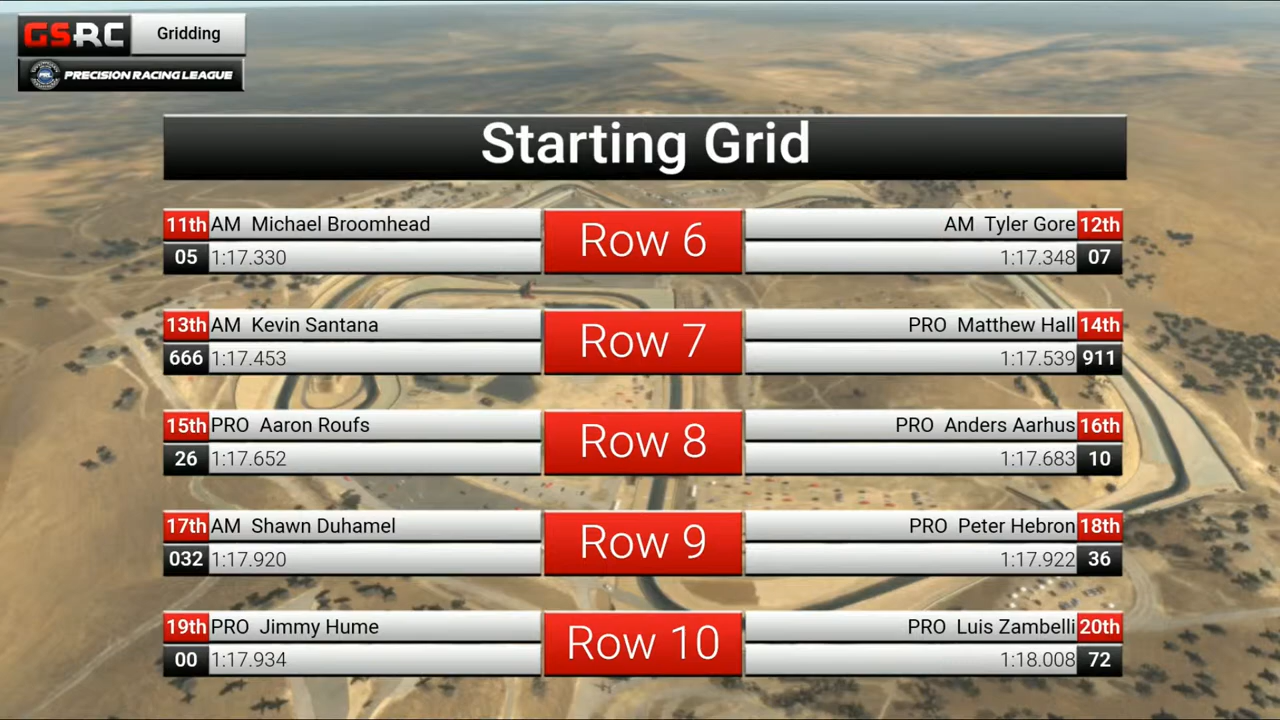 GSRC Gridding
PRECISION RACING LEAGUE
Starting Grid
11th AM Michael Broomhead
05 1:17.330
Row 6
AM Tyler Gore 12th
1:17.348 07
13th AM Kevin Santana
666 1:17.453
Row 7
PRO Matthew Hall 14th
1:17.539 911
15th PRO Aaron Roufs
26 1:17.652
Row 8
PRO Anders Aarhus 16th
1:17.683 10
17th AM Shawn Duhamel
032 1:17.920
Row 9
PRO Peter Hebron 18th
1:17.922 36
19th PRO Jimmy Hume
00 1:17.934
Row 10
PRO Luis Zambelli 20th
1:18.008 72